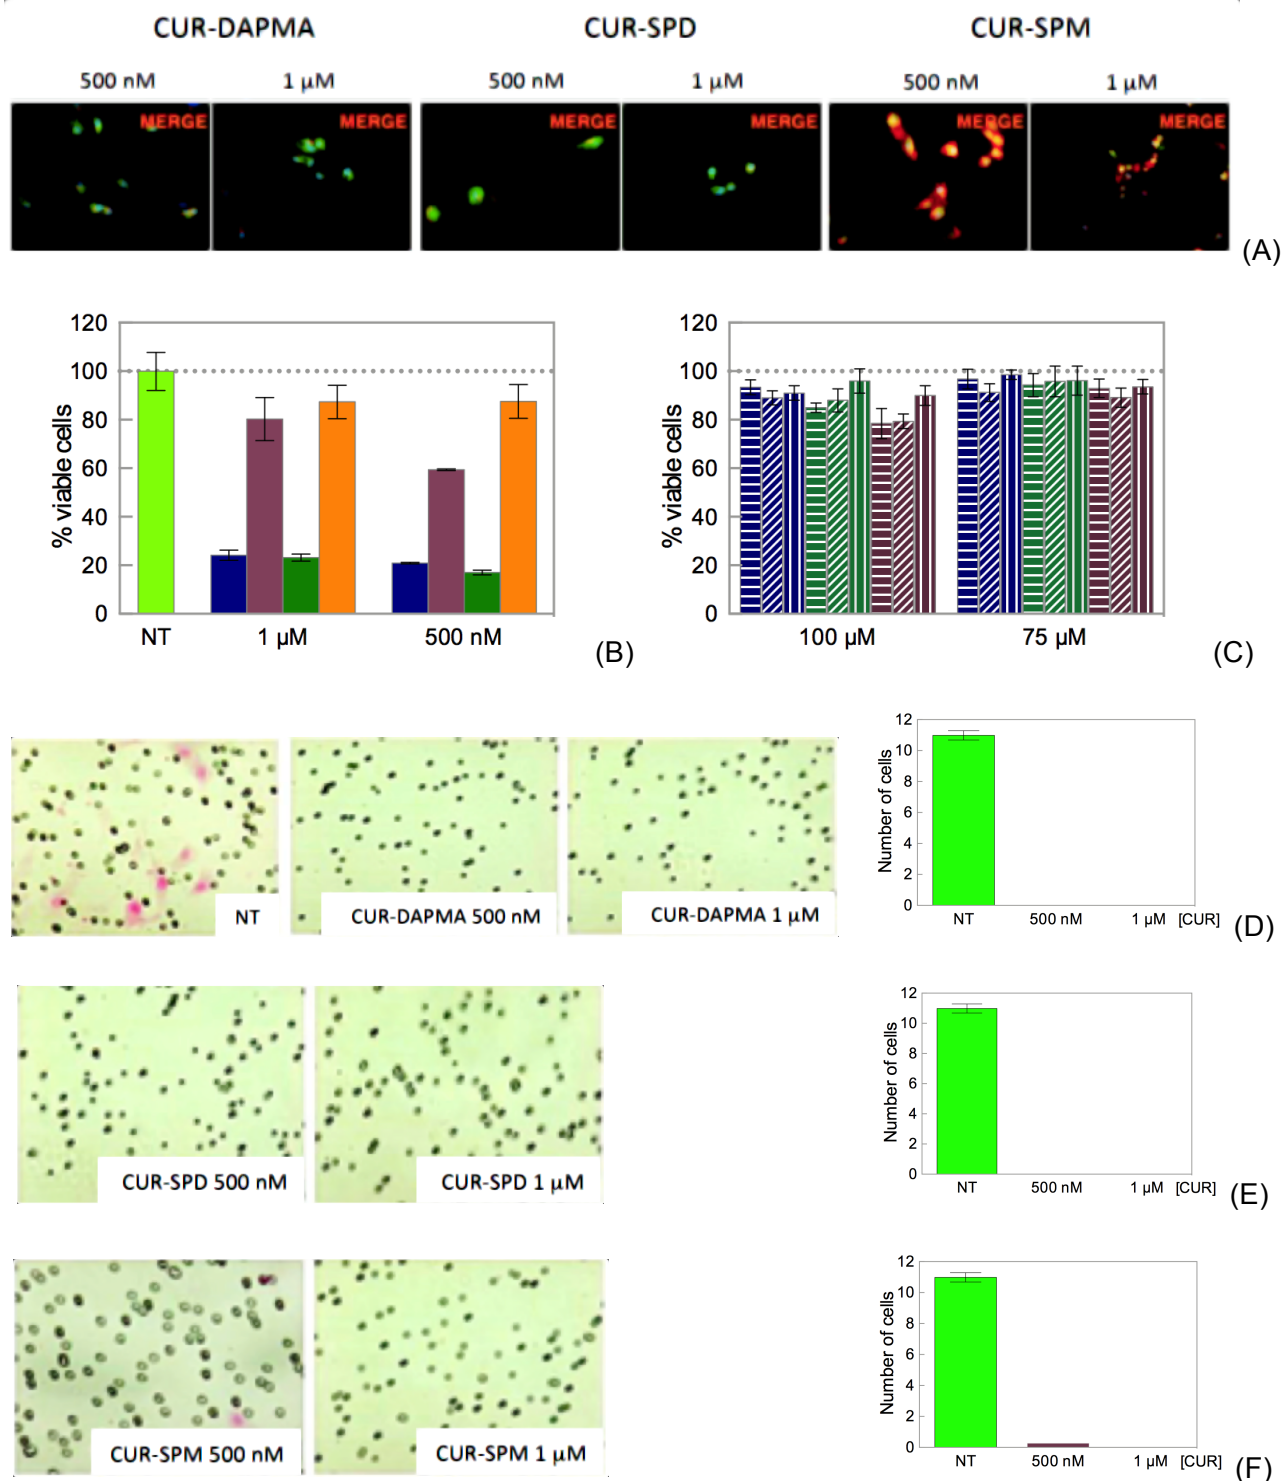 CUR-DAPMA CUR-SPD CUR-SPM
500 nM 1 µM 500 nM 1 µM 500 nM 1 µM
MERGE MERGE MERGE MERGE MERGE MERGE
(A)
120
100
80
60
40
20
0
% viable cells
NT 1 µM 500 nM
(B)
120
100
80
60
40
20
0
% viable cells
100 µM 75 µM
(C)
NT
CUR-DAPMA 500 nM
CUR-DAPMA 1 µM
12
10
8
6
4
2
0
Number of cells
NT 500 nM 1 µM [CUR]
(D)
CUR-SPD 500 nM
CUR-SPD 1 µM
12
10
8
6
4
2
0
Number of cells
NT 500 nM 1 µM [CUR]
(E)
CUR-SPM 500 nM
CUR-SPM 1 µM
12
10
8
6
4
2
0
Number of cells
NT 500 nM 1 µM [CUR]
(F)